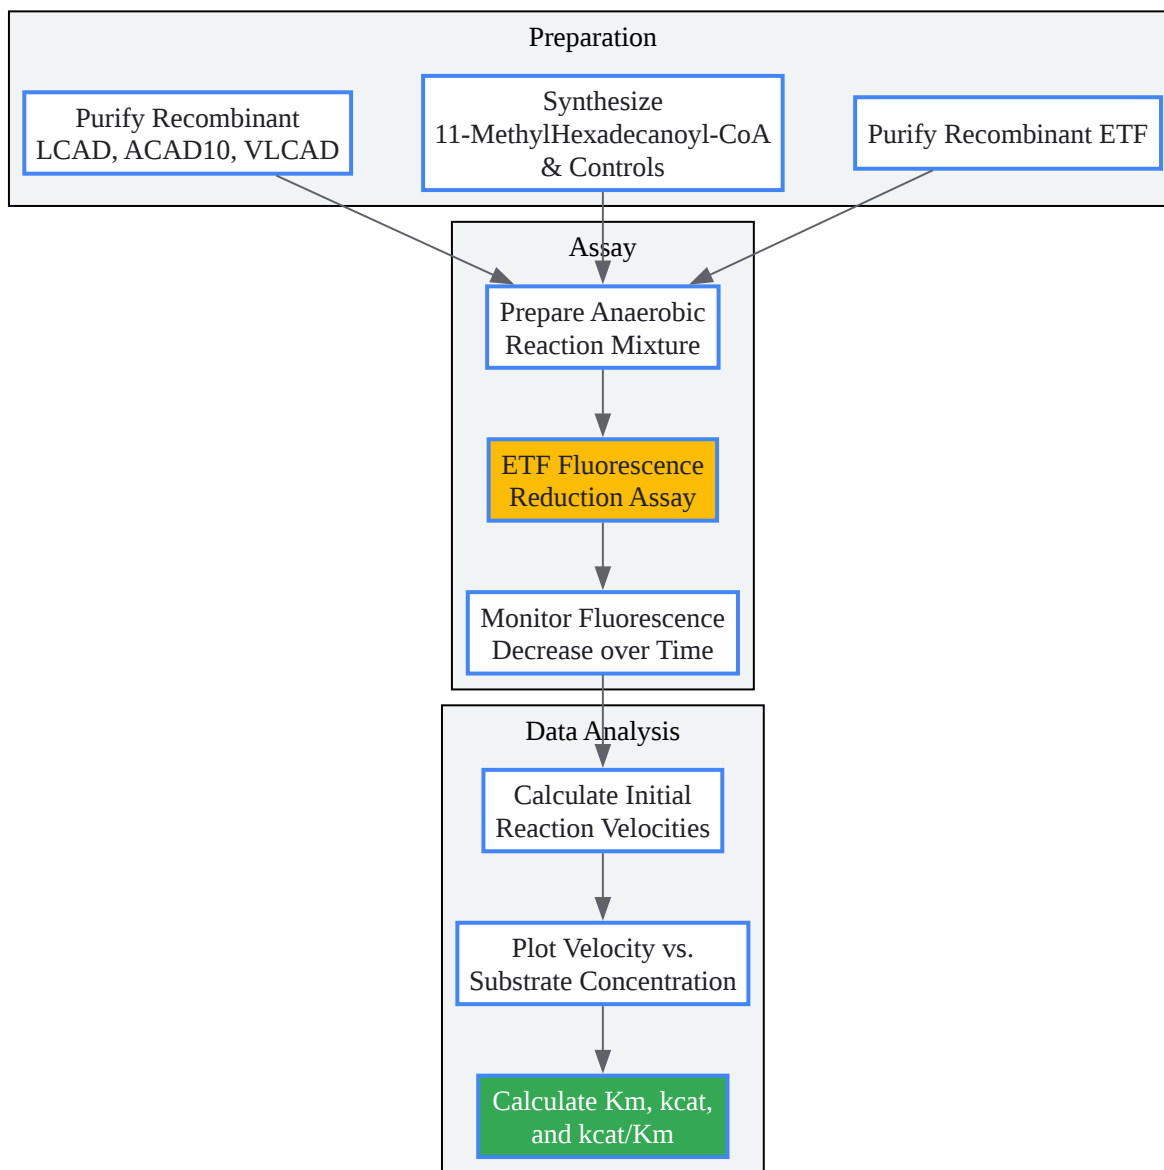 Preparation
Purify Recombinant
LCAD, ACAD10, VLCAD
Synthesize
11-MethylHexadecanoyl-CoA
& Controls
Purify Recombinant ETF
Assay
Prepare Anaerobic
Reaction Mixture
ETF Fluorescence
Reduction Assay
Monitor Fluorescence
Decrease over Time
Data Analysis
Calculate Initial
Reaction Velocities
Plot Velocity vs.
Substrate Concentration
Calculate Km, kcat,
and kcat/Km